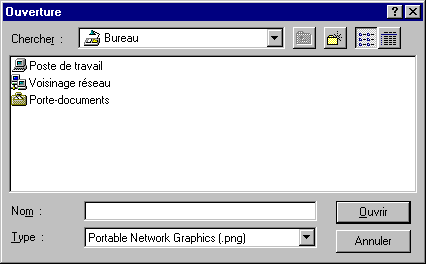 Ouverture
Chercher :
Bureau
Poste de travail
Voisinage réseau
Porte-documents
Nom :
Ouvrir
Type :
Portable Network Graphics (.png)
Annuler